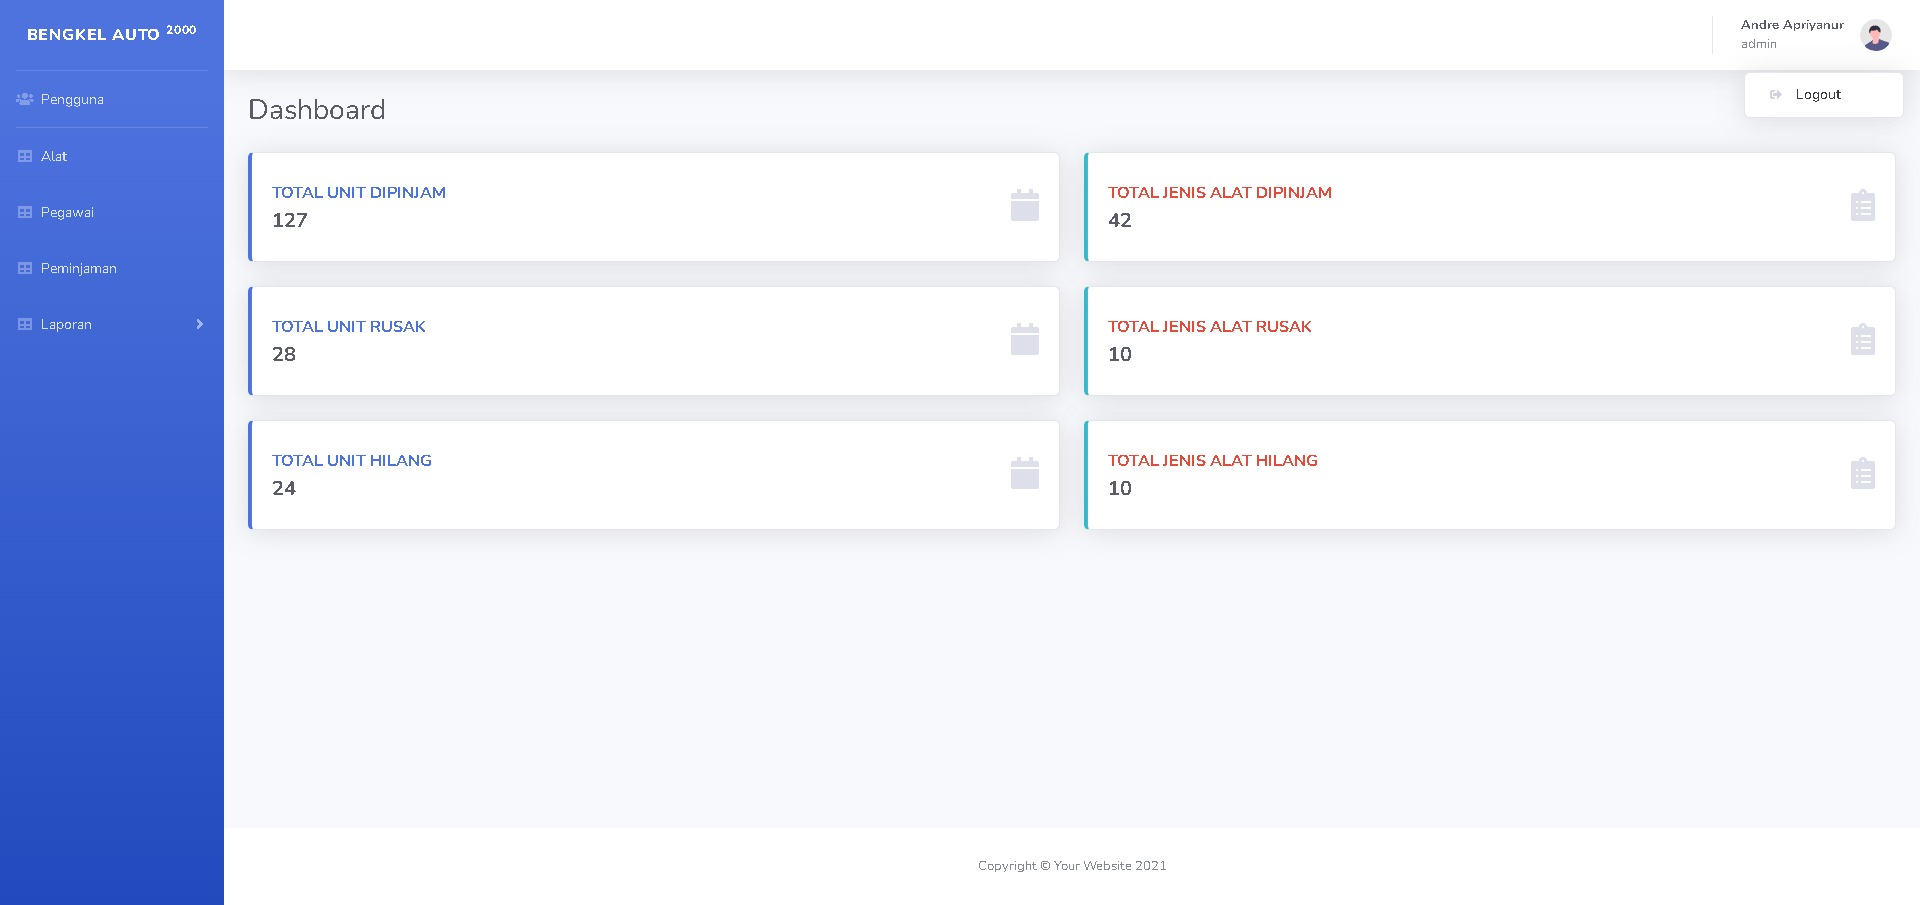 BENGKEL AUTO 2000
Pengguna
Alat
Pegawai
Peminjaman
Laporan
Andre Apriyanur
admin
Logout
Dashboard
TOTAL UNIT DIPINJAM
127
TOTAL JENIS ALAT DIPINJAM
42
TOTAL UNIT RUSAK
28
TOTAL JENIS ALAT RUSAK
10
TOTAL UNIT HILANG
24
TOTAL JENIS ALAT HILANG
10
Copyright © Your Website 2021